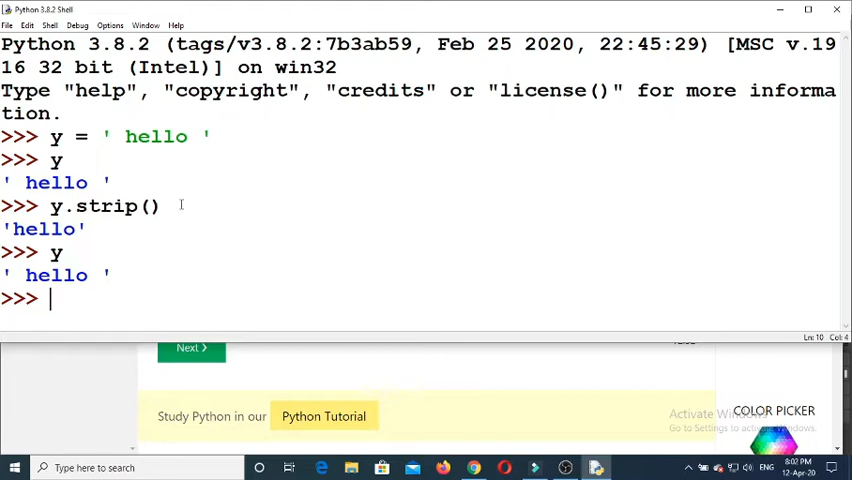 Python 3.8.2 Shell
File Edit Shell Debug Options Window Help
Python 3.8.2 (tags/v3.8.2:7b3ab59, Feb 25 2020, 22:45:29) [MSC v.19
16 32 bit (Intel)] on win32
Type "help", "copyright", "credits" or "license()" for more informa
tion.
>>> y = ' hello '
>>> y
' hello '
>>> y.strip()
'hello'
>>> y
' hello '
>>>
Ln: 10 Col: 4
Next ❯
Study Python in our Python Tutorial
COLOR PICKER
Activate Windows
Go to Settings to activate Windows.
Type here to search
ENG
8:02 PM
12-Apr-20